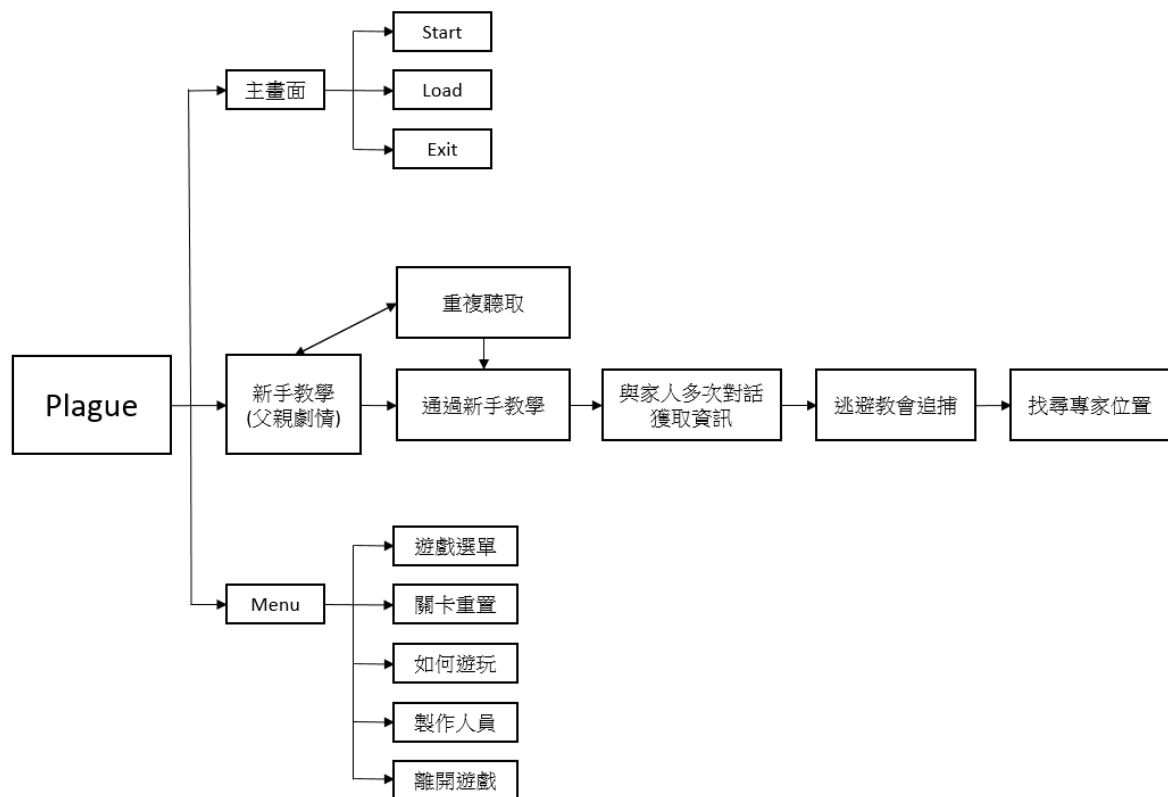 Start
主畫面
Load
Exit
重複聽取
Plague
新手教學
(父親劇情)
通過新手教學
與家人多次對話
獲取資訊
逃避教會追捕
找尋專家位置
遊戲選單
Menu
關卡重置
如何遊玩
製作人員
離開遊戲